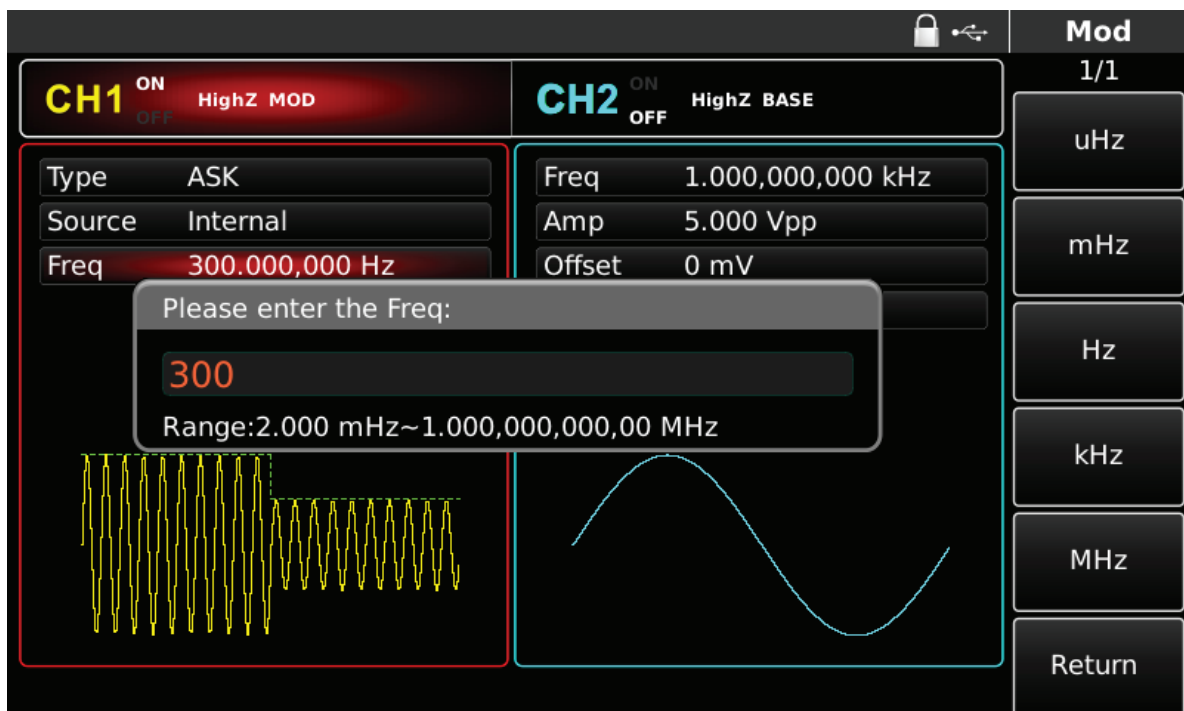 Mod
1/1
CH1 ON OFF HighZ MOD
CH2 ON OFF HighZ BASE
Type ASK
Source Internal
Freq 300.000,000 Hz
Freq 1.000,000,000 kHz
Amp 5.000 Vpp
Offset 0 mV
Please enter the Freq:
300
Range:2.000 mHz~1.000,000,000,00 MHz
uHz
mHz
Hz
kHz
MHz
Return